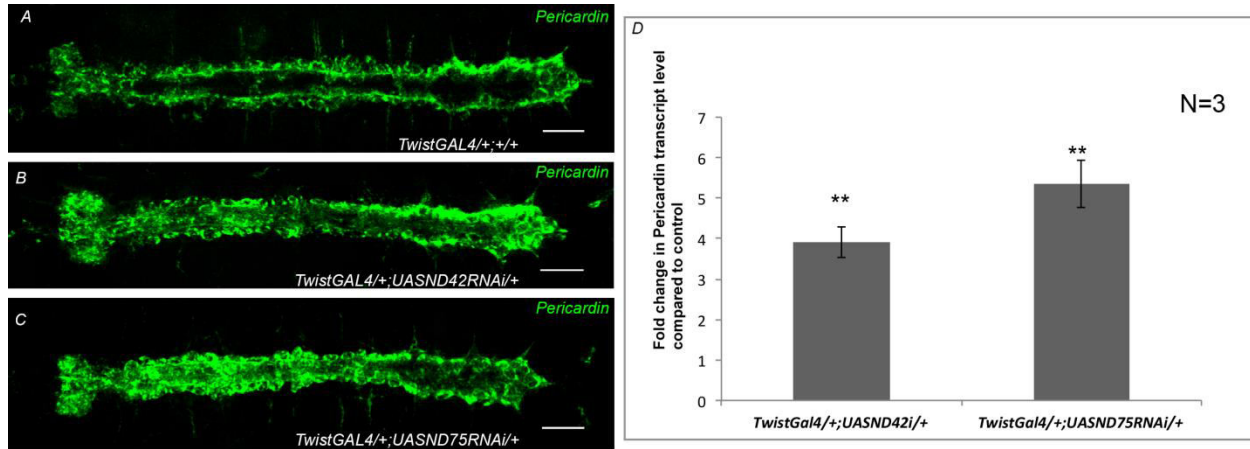 A
Pericardin
TwistGAL4/+;+/+
B
Pericardin
TwistGAL4/+;UASND42RNAi/+
C
Pericardin
TwistGAL4/+;UASND75RNAi/+
D
N=3
Fold change in Pericardin transcript level
compared to control
7
6
5
4
3
2
1
0
**
**
TwistGal4/+;UASND42i/+
TwistGal4/+;UASND75RNAi/+